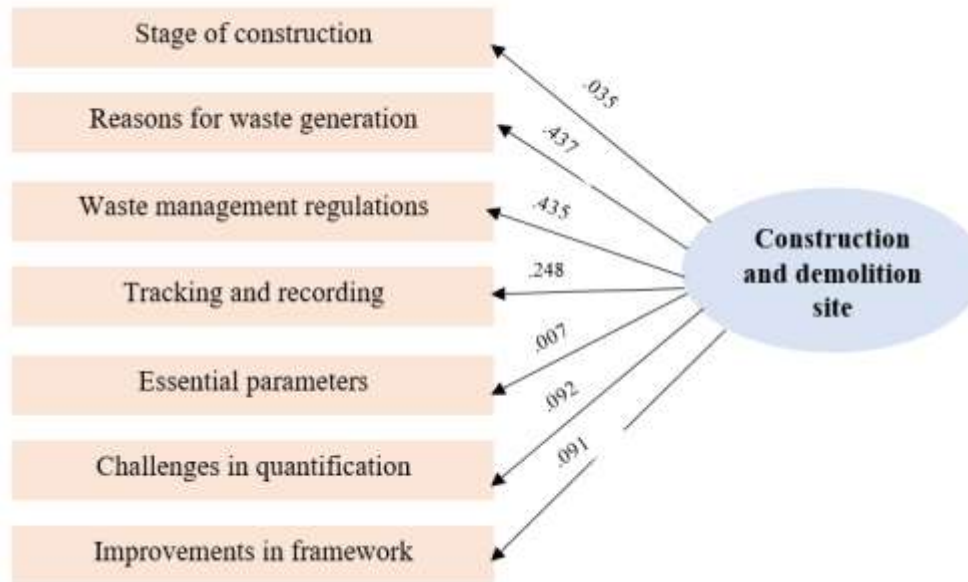 Stage of construction
.035
Reasons for waste generation
.437
Waste management regulations
.435
Construction
and demolition
site
Tracking and recording
.248
Essential parameters
.007
Challenges in quantification
.092
Improvements in framework
.091